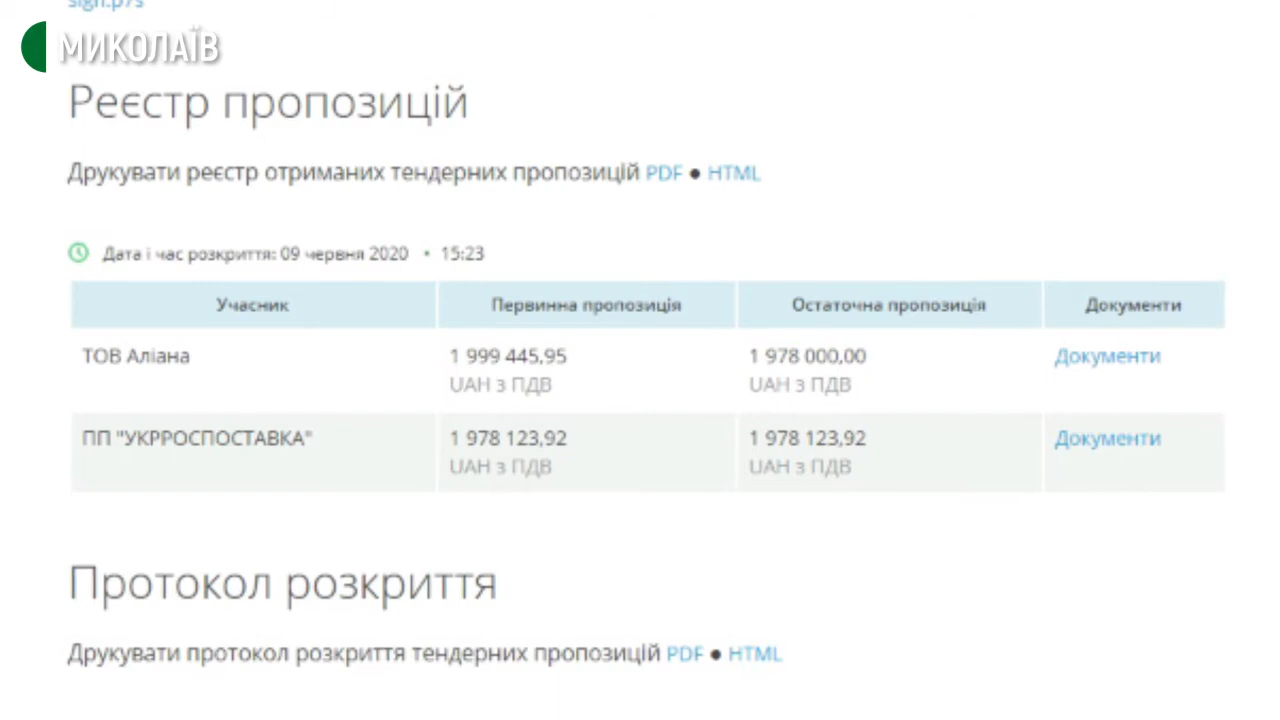 sign.p7s
МИКОЛАЇВ
Реєстр пропозицій
Друкувати реєстр отриманих тендерних пропозицій PDF ● HTML
Дата і час розкриття: 09 червня 2020 • 15:23
Учасник Первинна пропозиція Остаточна пропозиція Документи
ТОВ Аліана 1 999 445,95 1 978 000,00 Документи
UAH з ПДВ UAH з ПДВ
ПП "УКРРОСПОСТАВКА" 1 978 123,92 1 978 123,92 Документи
UAH з ПДВ UAH з ПДВ
Протокол розкриття
Друкувати протокол розкриття тендерних пропозицій PDF ● HTML